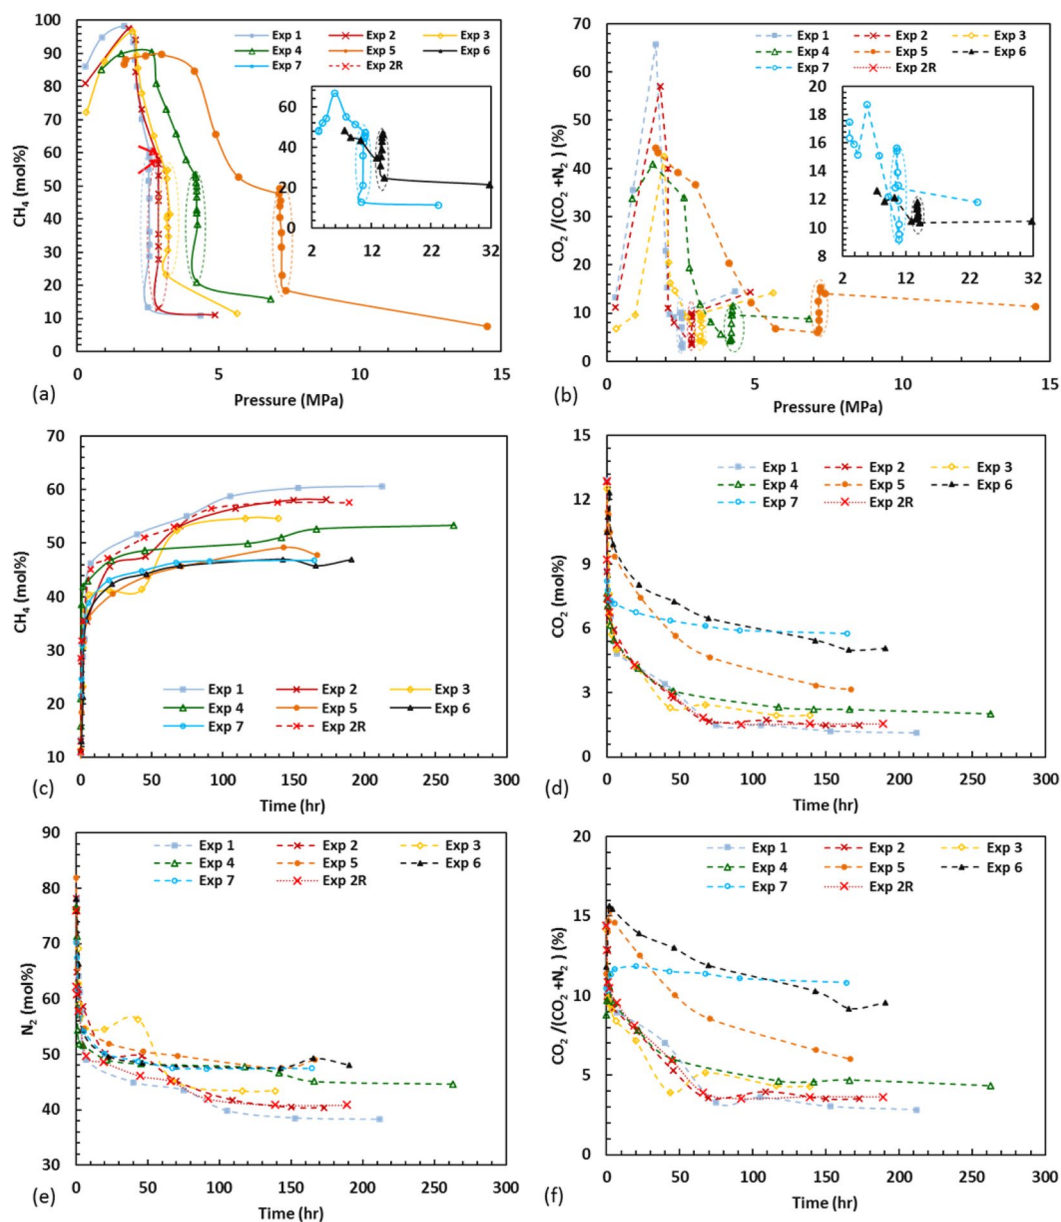 Exp 1 Exp 2 Exp 3
Exp 4 Exp 5 Exp 6
Exp 7 Exp 2R
CH4 (mol%)
100
90
80
70
60
50
40
30
20
10
0
60
40
20
0
2 12 22 32
0 5 10 15
(a) Pressure (MPa)
Exp 1 Exp 2 Exp 3
Exp 4 Exp 5 Exp 6
Exp 7 Exp 2R
CO2 /(CO2 +N2 ) (%)
70
60
50
40
30
20
10
0
20
18
16
14
12
10
8
2 12 22 32
0 5 10 15
(b) Pressure (MPa)
CH4 (mol%)
70
60
50
40
30
20
10
Exp 1 Exp 2 Exp 3
Exp 4 Exp 5 Exp 6
Exp 7 Exp 2R
0 50 100 150 200 250 300
(c) Time (hr)
CO2 (mol%)
15
12
9
6
3
0
Exp 1 Exp 2 Exp 3
Exp 4 Exp 5 Exp 6
Exp 7 Exp 2R
0 50 100 150 200 250 300
(d) Time (hr)
N2 (mol%)
90
80
70
60
50
40
30
Exp 1 Exp 2 Exp 3
Exp 4 Exp 5 Exp 6
Exp 7 Exp 2R
0 50 100 150 200 250 300
(e) Time (hr)
CO2 /(CO2 +N2 ) (%)
20
15
10
5
0
Exp 1 Exp 2 Exp 3
Exp 4 Exp 5 Exp 6
Exp 7 Exp 2R
0 50 100 150 200 250 300
(f) Time (hr)